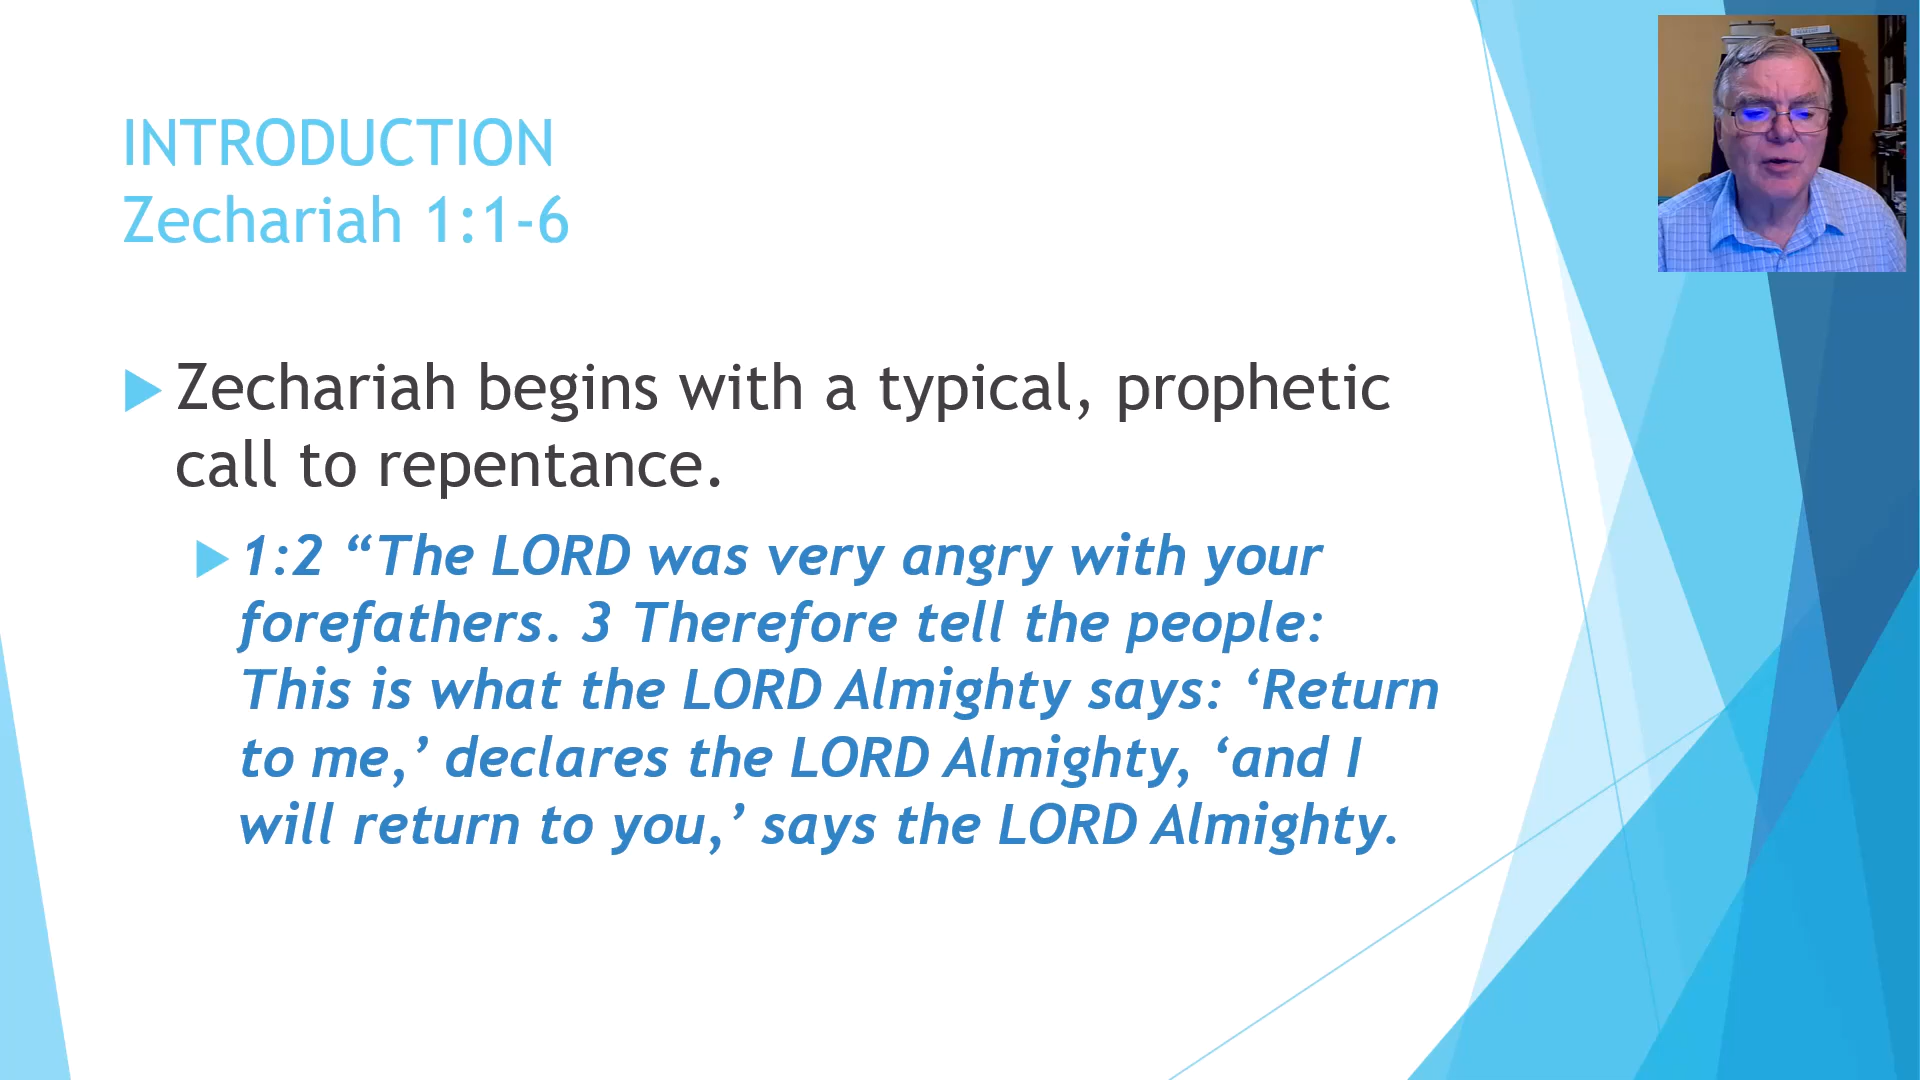 INTRODUCTION
Zechariah 1:1-6
Zechariah begins with a typical, prophetic
call to repentance.
1:2 “The LORD was very angry with your
forefathers. 3 Therefore tell the people:
This is what the LORD Almighty says: ‘Return
to me,’ declares the LORD Almighty, ‘and I
will return to you,’ says the LORD Almighty.